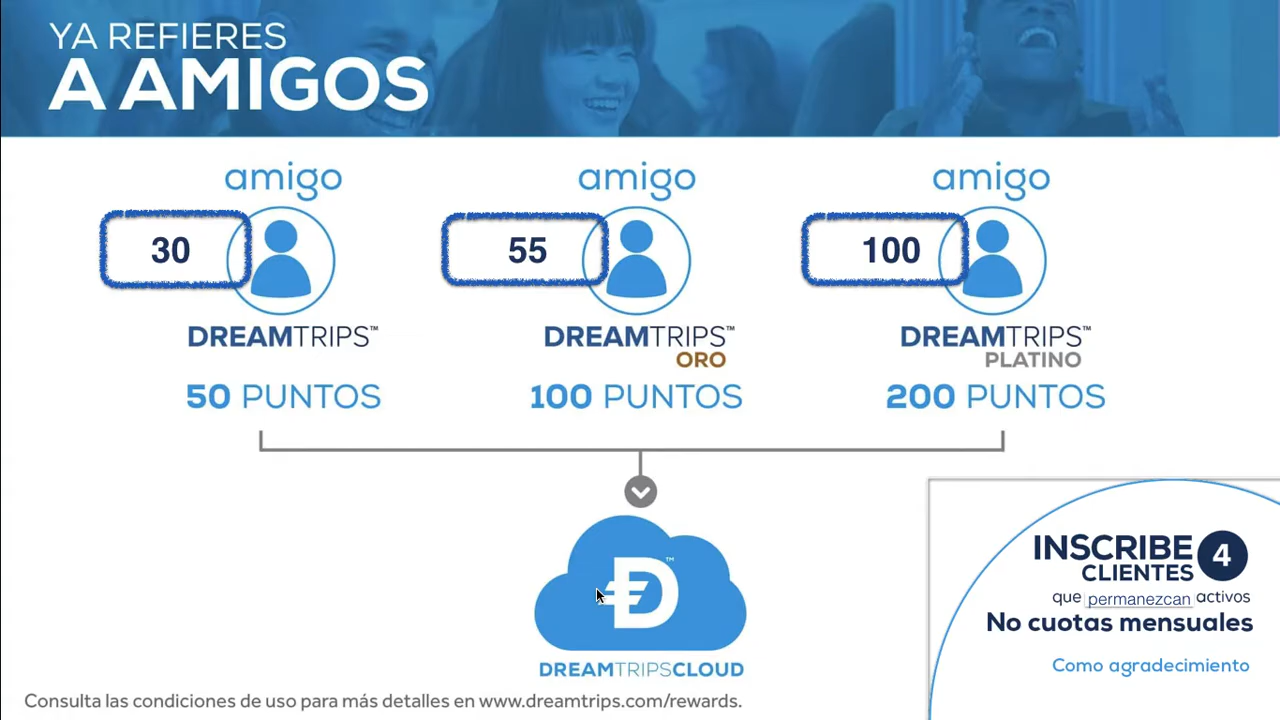 YA REFIERES
A AMIGOS
amigo amigo amigo
30 55 100
DREAMTRIPS™ DREAMTRIPS™ DREAMTRIPS™
ORO PLATINO
50 PUNTOS 100 PUNTOS 200 PUNTOS
Đ™
DREAMTRIPSCLOUD
INSCRIBE 4
CLIENTES
que permanezcan activos
No cuotas mensuales
Como agradecimiento
Consulta las condiciones de uso para más detalles en www.dreamtrips.com/rewards.